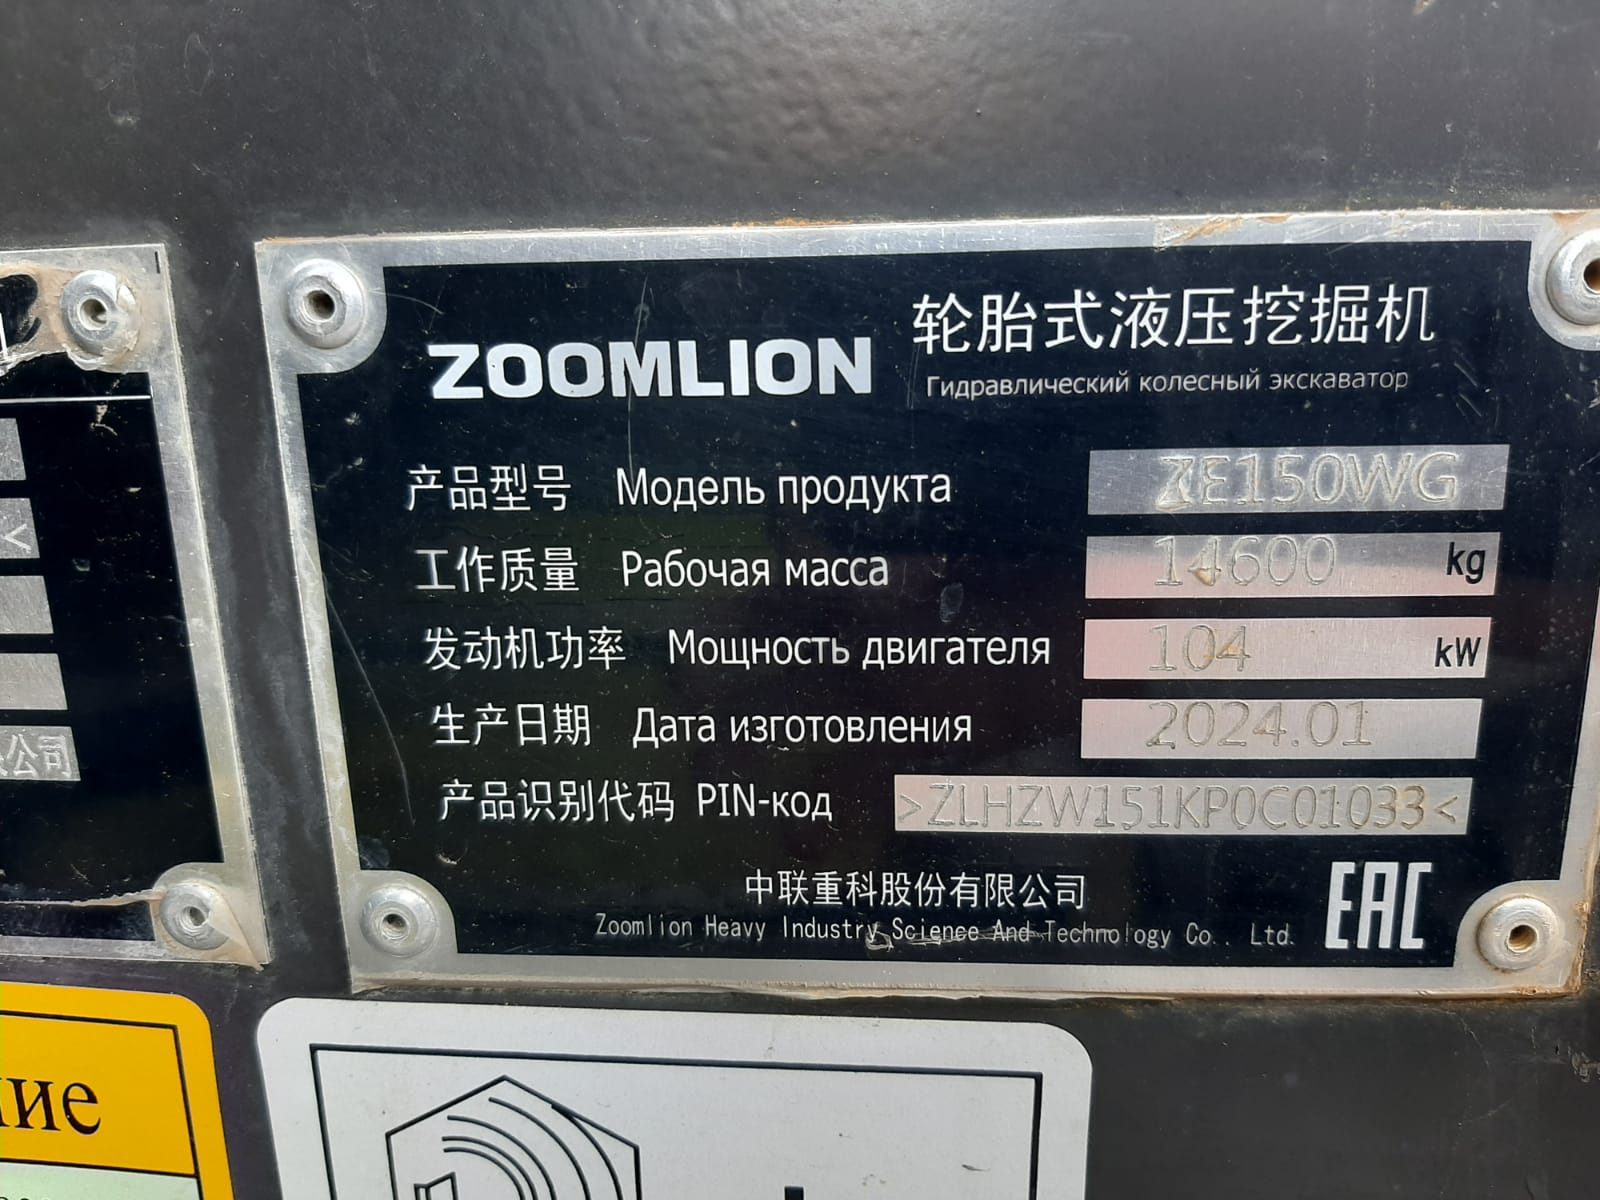 ZOOMLION
轮胎式液压挖掘机
Гидравлический колесный экскаватор
产品型号 Модель продукта ZE150WG
工作质量 Рабочая масса 14600 kg
发动机功率 Мощность двигателя 104 kW
生产日期 Дата изготовления 2024.01
产品识别代码 PIN-код >ZLHZW151KP0C01033<
中联重科股份有限公司
Zoomlion Heavy Industry Science And Technology Co., Ltd.
EAC
<
公司
ие